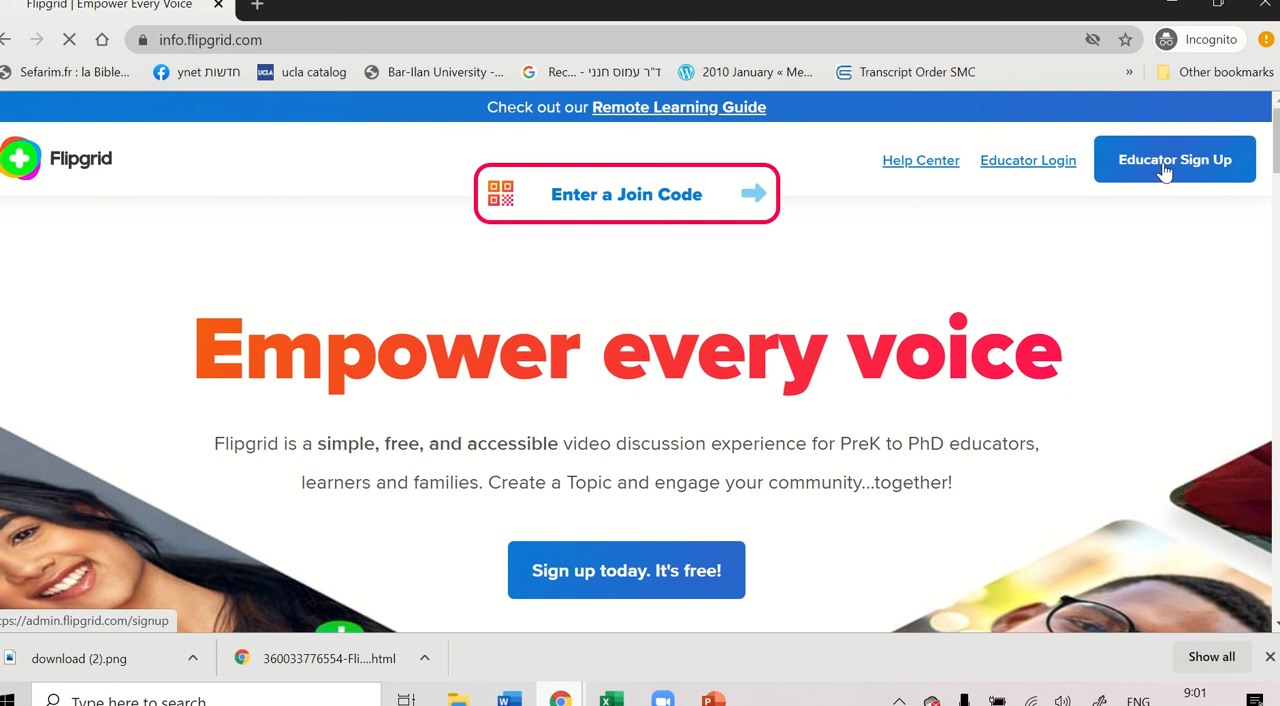 Flipgrid | Empower Every Voice
info.flipgrid.com
Incognito
Sefarim.fr : la Bible...
ynet חדשות
UCLA
ucla catalog
Bar-Ilan University -...
Rec... - ד"ר עמוס חנני
2010 January « Me...
Transcript Order SMC
»
Other bookmarks
Check out our Remote Learning Guide
Flipgrid
Enter a Join Code
Help Center
Educator Login
Educator Sign Up
Empower every voice
Flipgrid is a simple, free, and accessible video discussion experience for PreK to PhD educators,
learners and families. Create a Topic and engage your community...together!
Sign up today. It's free!
tps://admin.flipgrid.com/signup
download (2).png
360033776554-Fli....html
Show all
Type here to search
ENG
9:01